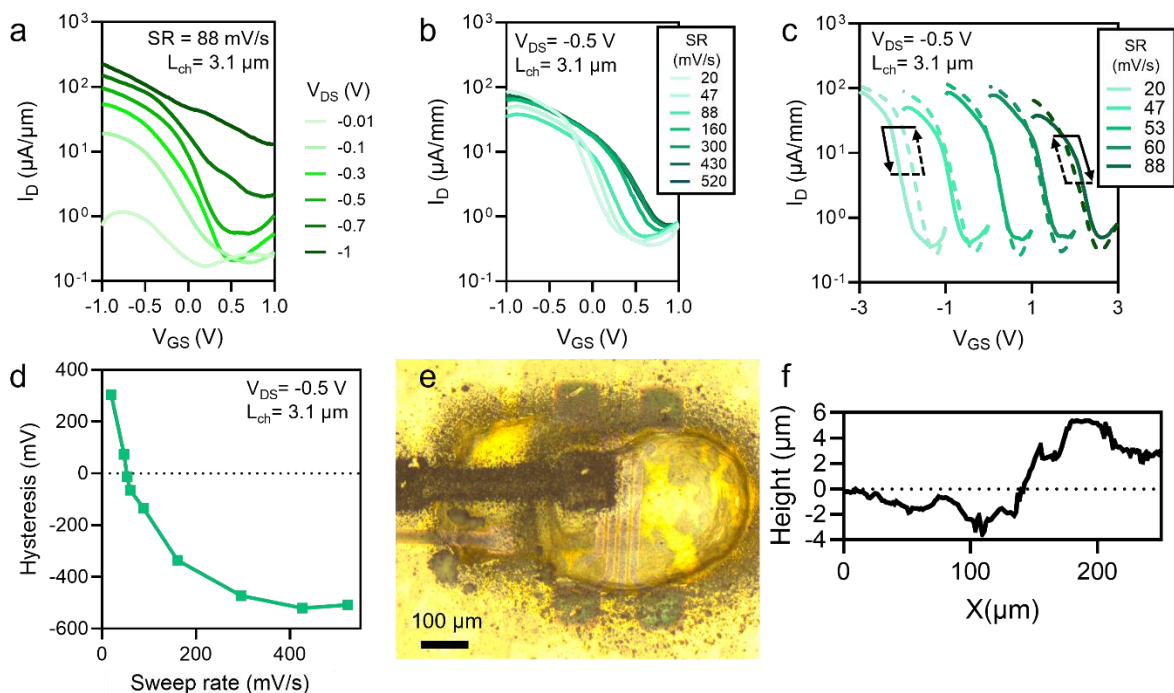 a
I_D (µA/µm)
10³
10²
10¹
10⁰
10⁻¹
SR = 88 mV/s
L_ch= 3.1 µm
-1.0 -0.5 0.0 0.5 1.0
V_GS (V)
V_DS (V)
-0.01
-0.1
-0.3
-0.5
-0.7
-1
b
I_D (µA/mm)
10³
10²
10¹
10⁰
10⁻¹
V_DS= -0.5 V
L_ch= 3.1 µm
SR
(mV/s)
20
47
88
160
300
430
520
-1.0 -0.5 0.0 0.5 1.0
V_GS (V)
c
I_D (µA/mm)
10³
10²
10¹
10⁰
10⁻¹
V_DS= -0.5 V
L_ch= 3.1 µm
SR
(mV/s)
20
47
53
60
88
-3 -1 1 3
V_GS (V)
d
Hysteresis (mV)
400
200
0
-200
-400
-600
V_DS= -0.5 V
L_ch= 3.1 µm
0 200 400
Sweep rate (mV/s)
e
100 µm
f
Height (µm)
6
4
2
0
-2
-4
0 100 200
X(µm)